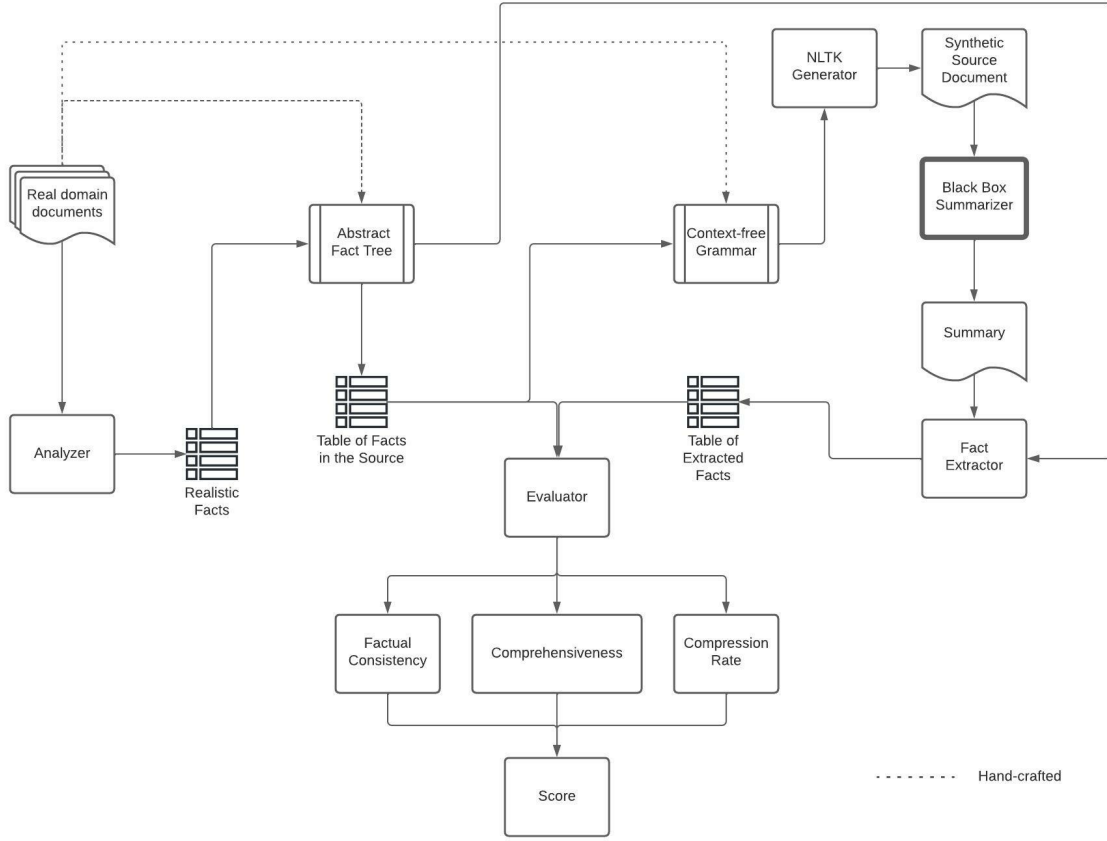 NLTK
Generator
Synthetic
Source
Document
Real domain
documents
Black Box
Summarizer
Abstract
Fact Tree
Context-free
Grammar
Summary
Analyzer
Realistic
Facts
Table of Facts
in the Source
Table of
Extracted
Facts
Fact
Extractor
Evaluator
Factual
Consistency
Comprehensiveness
Compression
Rate
Score
Hand-crafted